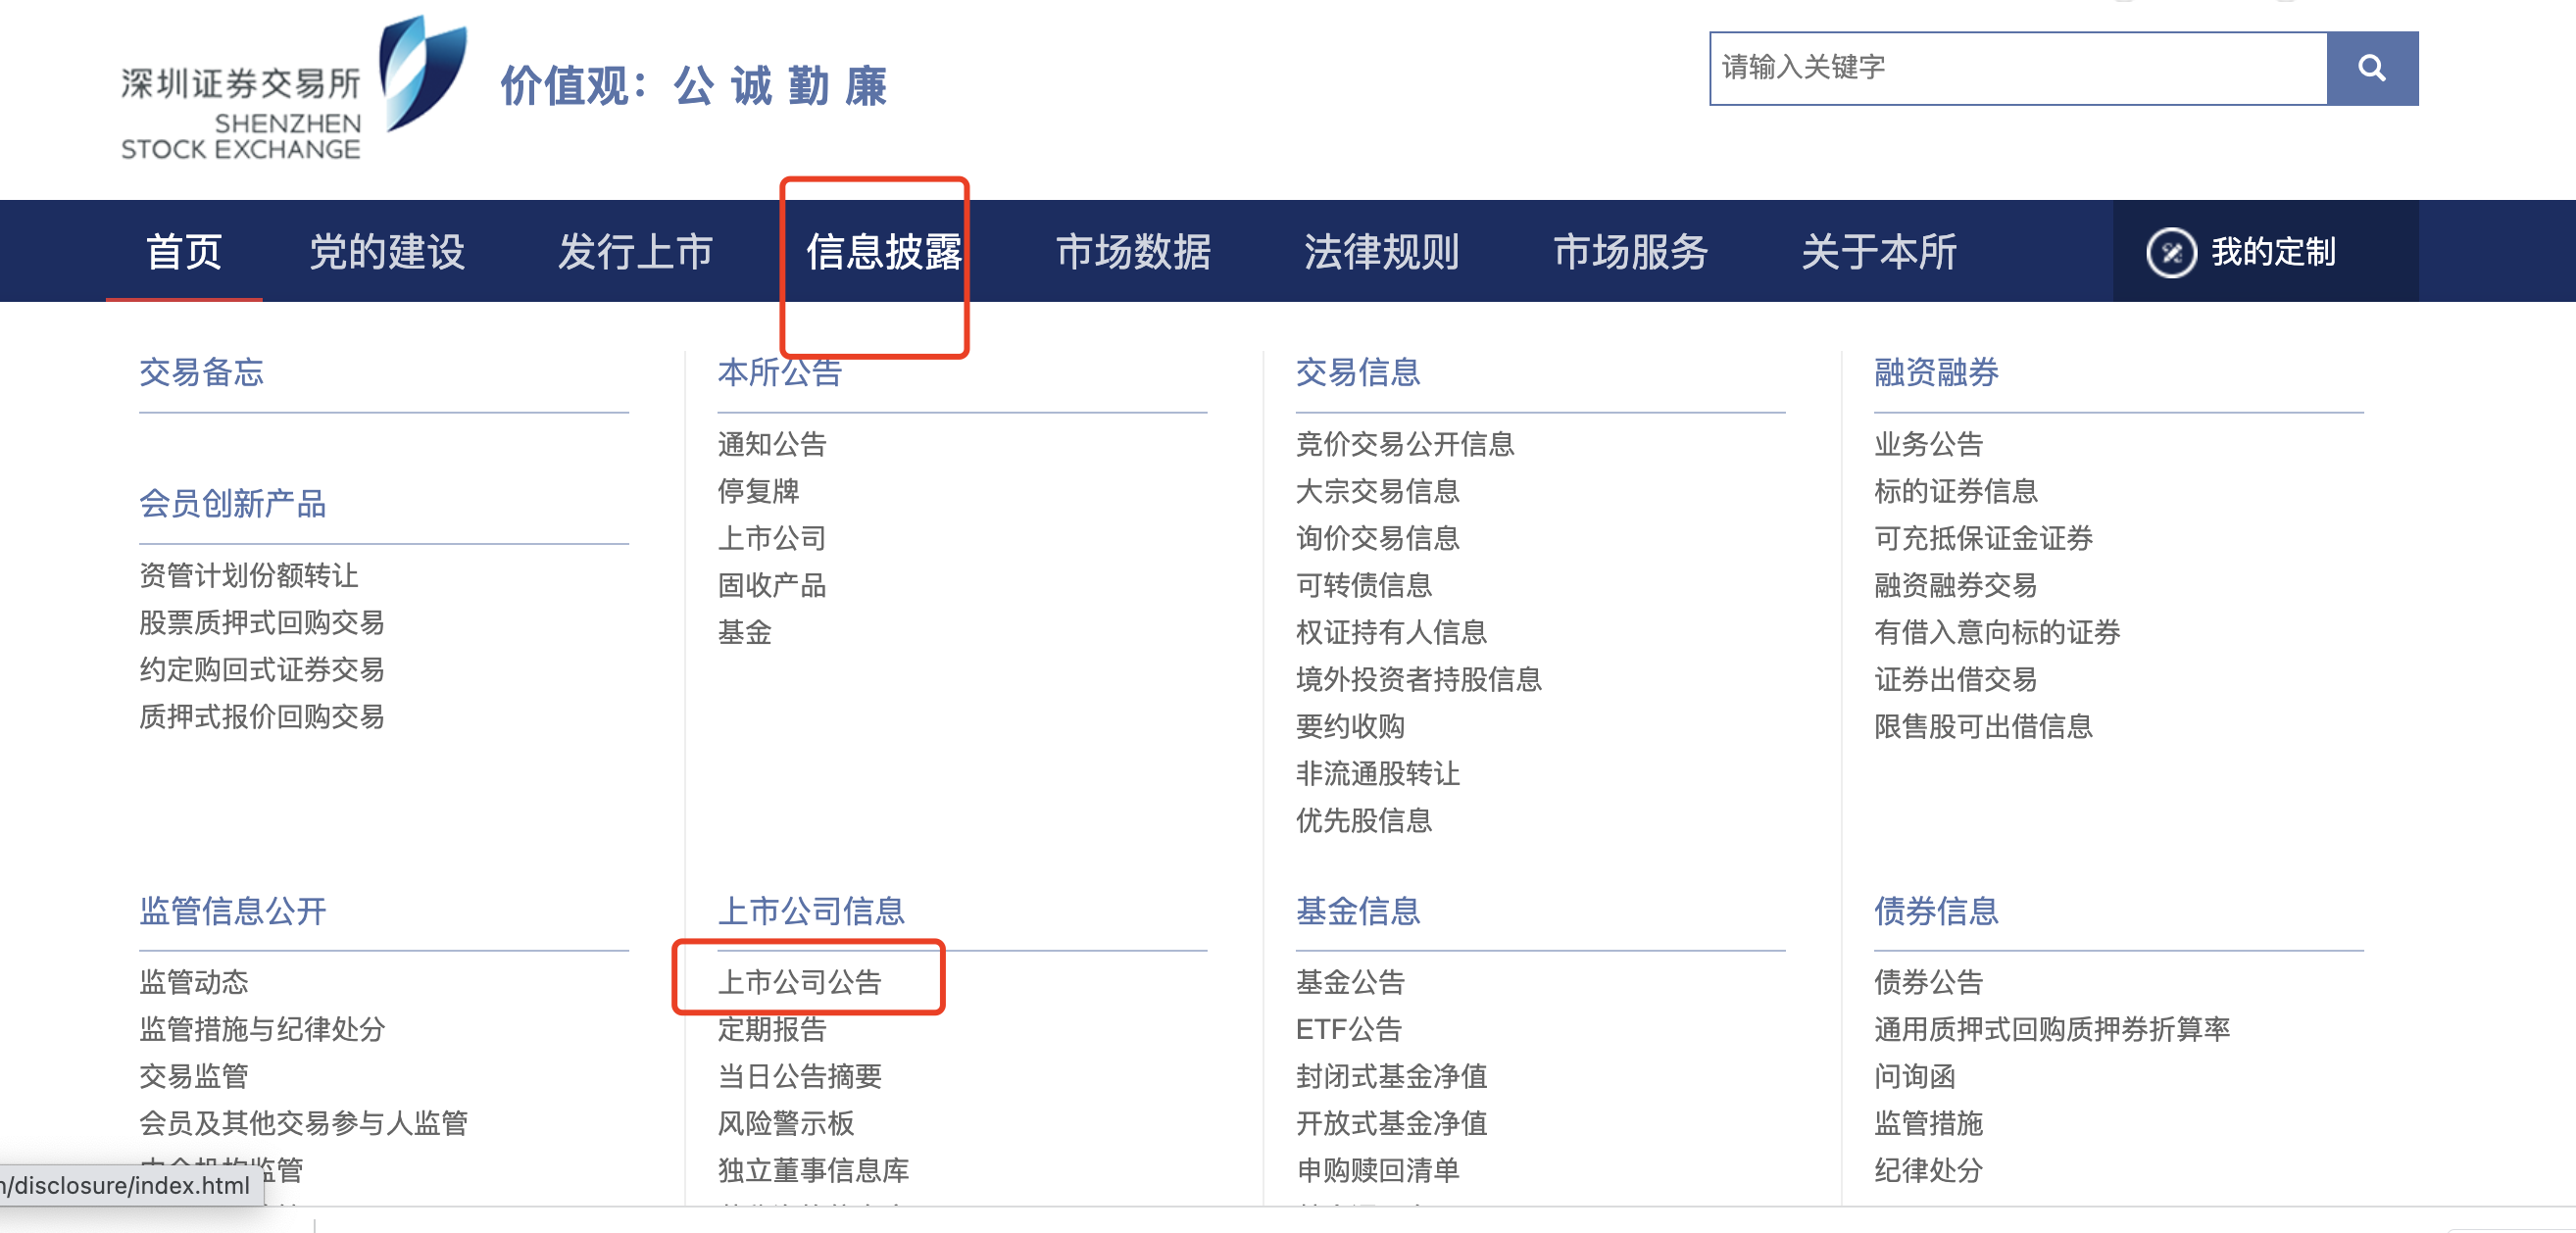 深圳证券交易所
SHENZHEN
STOCK EXCHANGE
价值观：公 诚 勤 廉
请输入关键字
首页
党的建设
发行上市
信息披露
市场数据
法律规则
市场服务
关于本所
我的定制
交易备忘
会员创新产品
资管计划份额转让
股票质押式回购交易
约定购回式证券交易
质押式报价回购交易
本所公告
通知公告
停复牌
上市公司
固收产品
基金
交易信息
竞价交易公开信息
大宗交易信息
询价交易信息
可转债信息
权证持有人信息
境外投资者持股信息
要约收购
非流通股转让
优先股信息
融资融券
业务公告
标的证券信息
可充抵保证金证券
融资融券交易
有借入意向标的证券
证券出借交易
限售股可出借信息
监管信息公开
监管动态
监管措施与纪律处分
交易监管
会员及其他交易参与人监管
监管
n/disclosure/index.html
上市公司信息
上市公司公告
定期报告
当日公告摘要
风险警示板
独立董事信息库
基金信息
基金公告
ETF公告
封闭式基金净值
开放式基金净值
申购赎回清单
债券信息
债券公告
通用质押式回购质押券折算率
问询函
监管措施
纪律处分